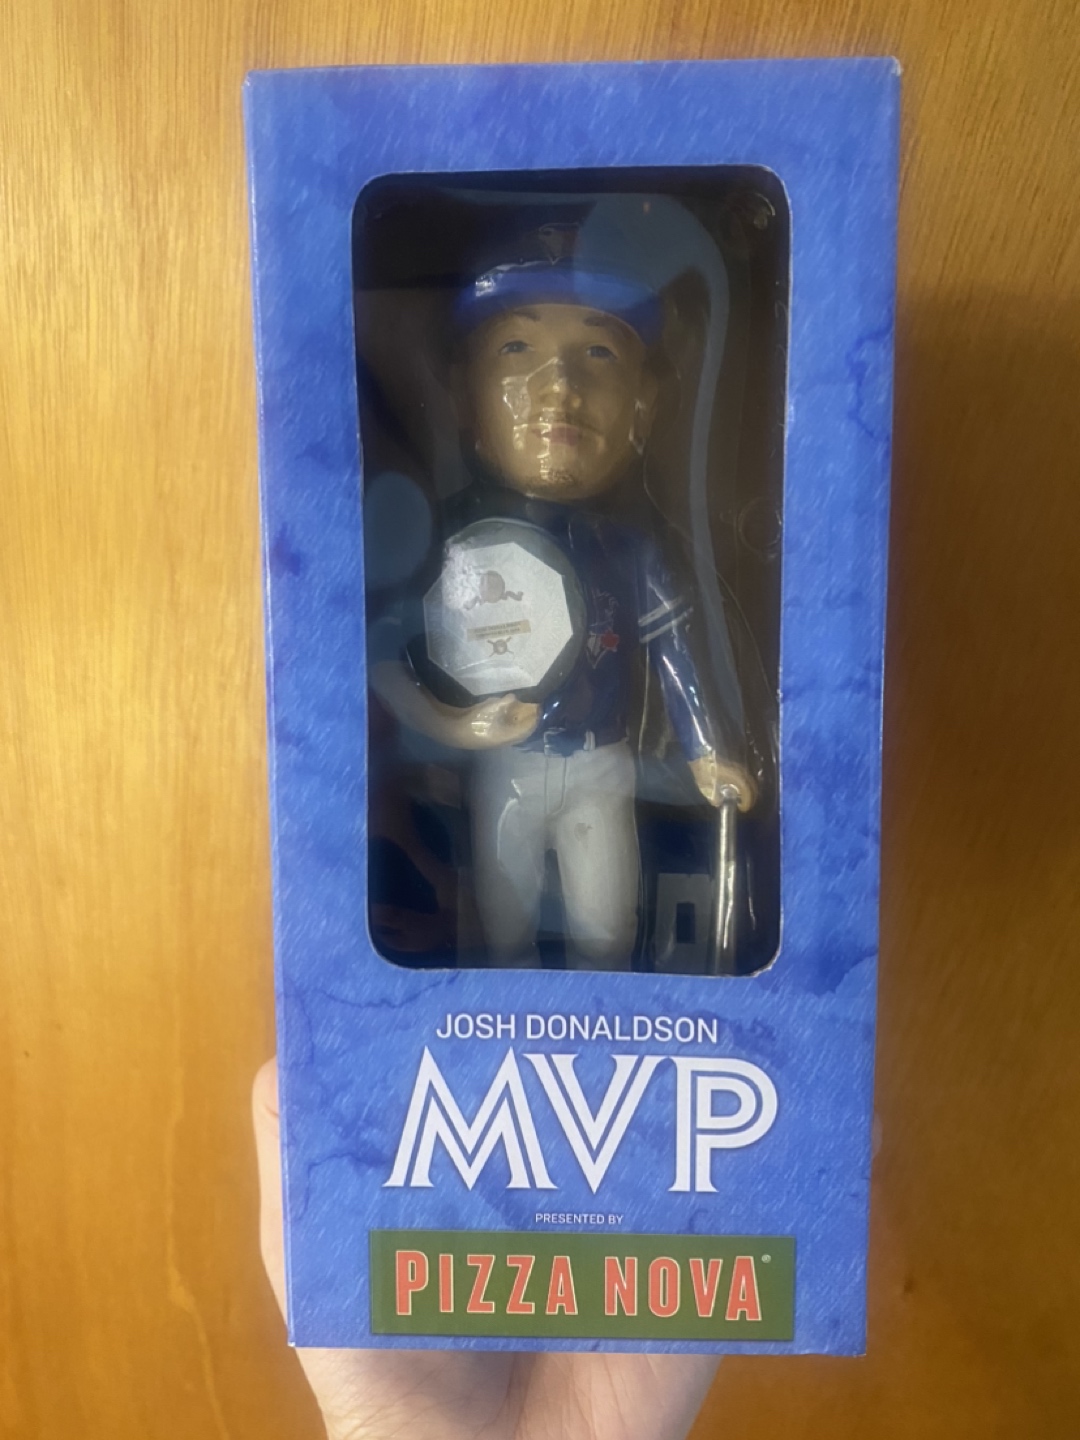 JOSH DONALDSON
MVP
PRESENTED BY
PIZZA NOVA®